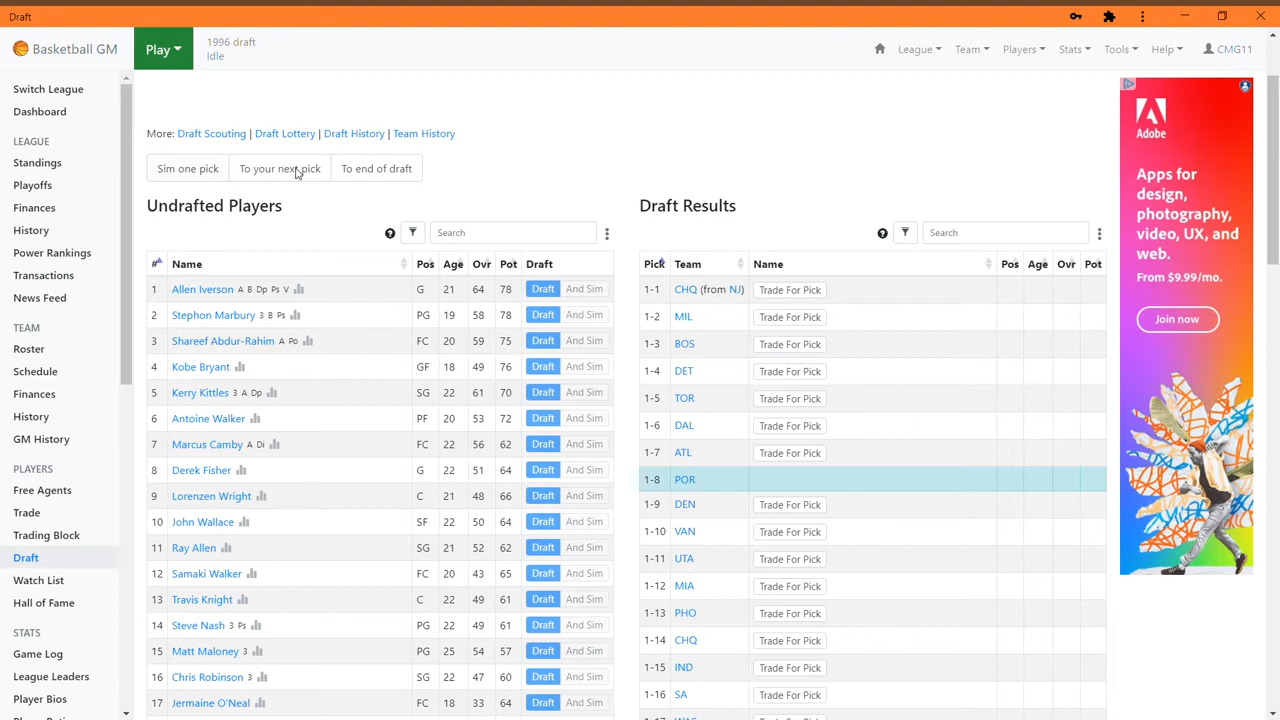 Draft
Basketball GM
Play
1996 draft
Idle
League
Team
Players
Stats
Tools
Help
CMG11
Switch League
Dashboard
LEAGUE
Standings
Playoffs
Finances
History
Power Rankings
Transactions
News Feed
TEAM
Roster
Schedule
Finances
History
GM History
PLAYERS
Free Agents
Trade
Trading Block
Draft
Watch List
Hall of Fame
STATS
Game Log
League Leaders
Player Bios
More: Draft Scouting | Draft Lottery | Draft History | Team History
Sim one pick To your next pick To end of draft
Undrafted Players
Search
# Name Pos Age Ovr Pot Draft
1 Allen Iverson A B Dp Ps V G 21 64 78 Draft And Sim
2 Stephon Marbury 3 B Ps PG 19 58 78 Draft And Sim
3 Shareef Abdur-Rahim A Po FC 20 59 75 Draft And Sim
4 Kobe Bryant GF 18 49 76 Draft And Sim
5 Kerry Kittles 3 A Dp SG 22 61 70 Draft And Sim
6 Antoine Walker PF 20 53 72 Draft And Sim
7 Marcus Camby A Di FC 22 56 62 Draft And Sim
8 Derek Fisher G 22 51 64 Draft And Sim
9 Lorenzen Wright C 21 48 66 Draft And Sim
10 John Wallace SF 22 50 64 Draft And Sim
11 Ray Allen SG 21 52 62 Draft And Sim
12 Samaki Walker FC 20 43 65 Draft And Sim
13 Travis Knight C 22 49 61 Draft And Sim
14 Steve Nash 3 Ps PG 22 49 61 Draft And Sim
15 Matt Maloney 3 PG 25 54 57 Draft And Sim
16 Chris Robinson 3 SG 22 47 60 Draft And Sim
17 Jermaine O'Neal FC 18 33 64 Draft And Sim
Draft Results
Search
Pick Team Name Pos Age Ovr Pot
1-1 CHQ (from NJ) Trade For Pick
1-2 MIL Trade For Pick
1-3 BOS Trade For Pick
1-4 DET Trade For Pick
1-5 TOR Trade For Pick
1-6 DAL Trade For Pick
1-7 ATL Trade For Pick
1-8 POR
1-9 DEN Trade For Pick
1-10 VAN Trade For Pick
1-11 UTA Trade For Pick
1-12 MIA Trade For Pick
1-13 PHO Trade For Pick
1-14 CHQ Trade For Pick
1-15 IND Trade For Pick
1-16 SA Trade For Pick
Adobe
Apps for
design,
photography,
video, UX, and
web.
From $9.99/mo.
Join now